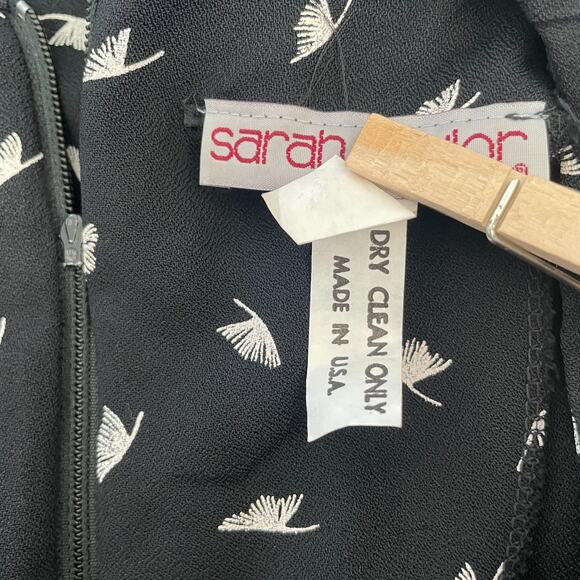 sarah
®
DRY CLEAN ONLY
MADE IN U.S.A.